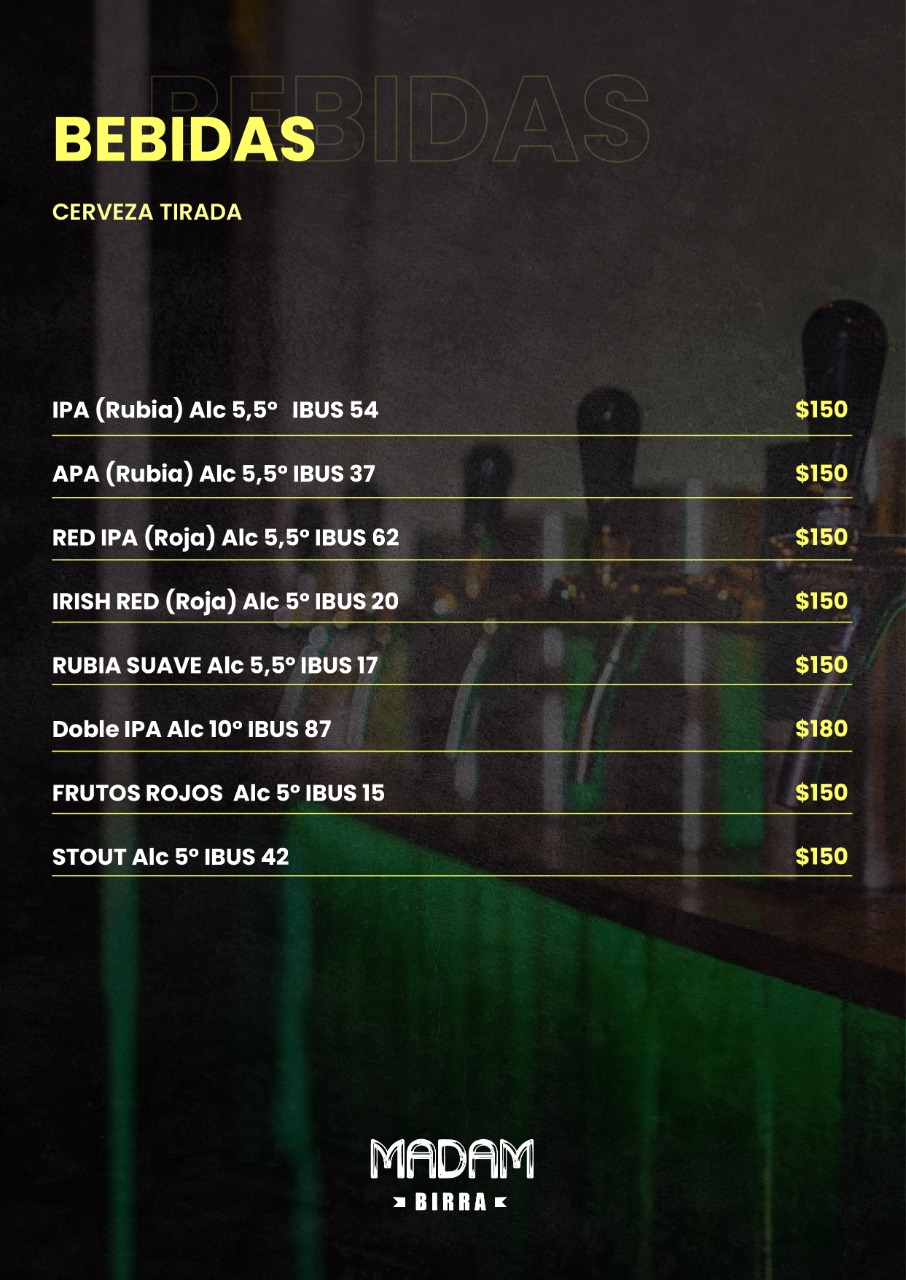 BEBIDAS
BEBIDAS
CERVEZA TIRADA
IPA (Rubia) Alc 5,5° IBUS 54 $150
APA (Rubia) Alc 5,5° IBUS 37 $150
RED IPA (Roja) Alc 5,5° IBUS 62 $150
IRISH RED (Roja) Alc 5° IBUS 20 $150
RUBIA SUAVE Alc 5,5° IBUS 17 $150
Doble IPA Alc 10° IBUS 87 $180
FRUTOS ROJOS Alc 5° IBUS 15 $150
STOUT Alc 5° IBUS 42 $150
MADAM
BIRRA